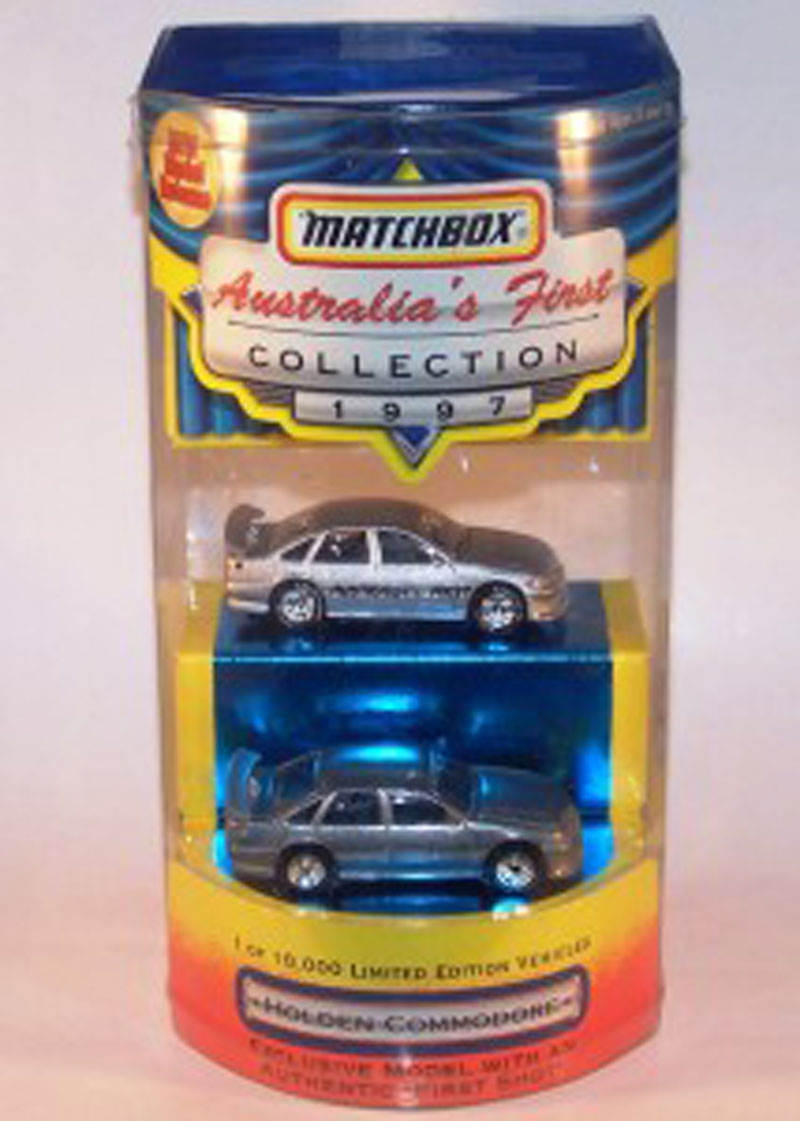 MATCHBOX®
Australia's First
COLLECTION
1997
1 OF 10,000 LIMITED EDITION VEHICLES
HOLDEN COMMODORE
EXCLUSIVE MODEL WITH AN
AUTHENTIC "FIRST SHOT"